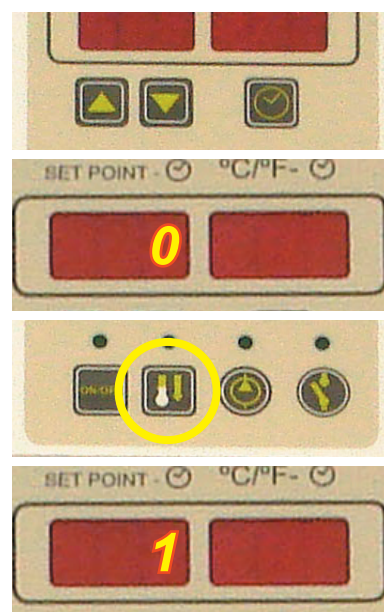 SET POINT - °C/°F-
0
ON/OFF
SET POINT - °C/°F-
1